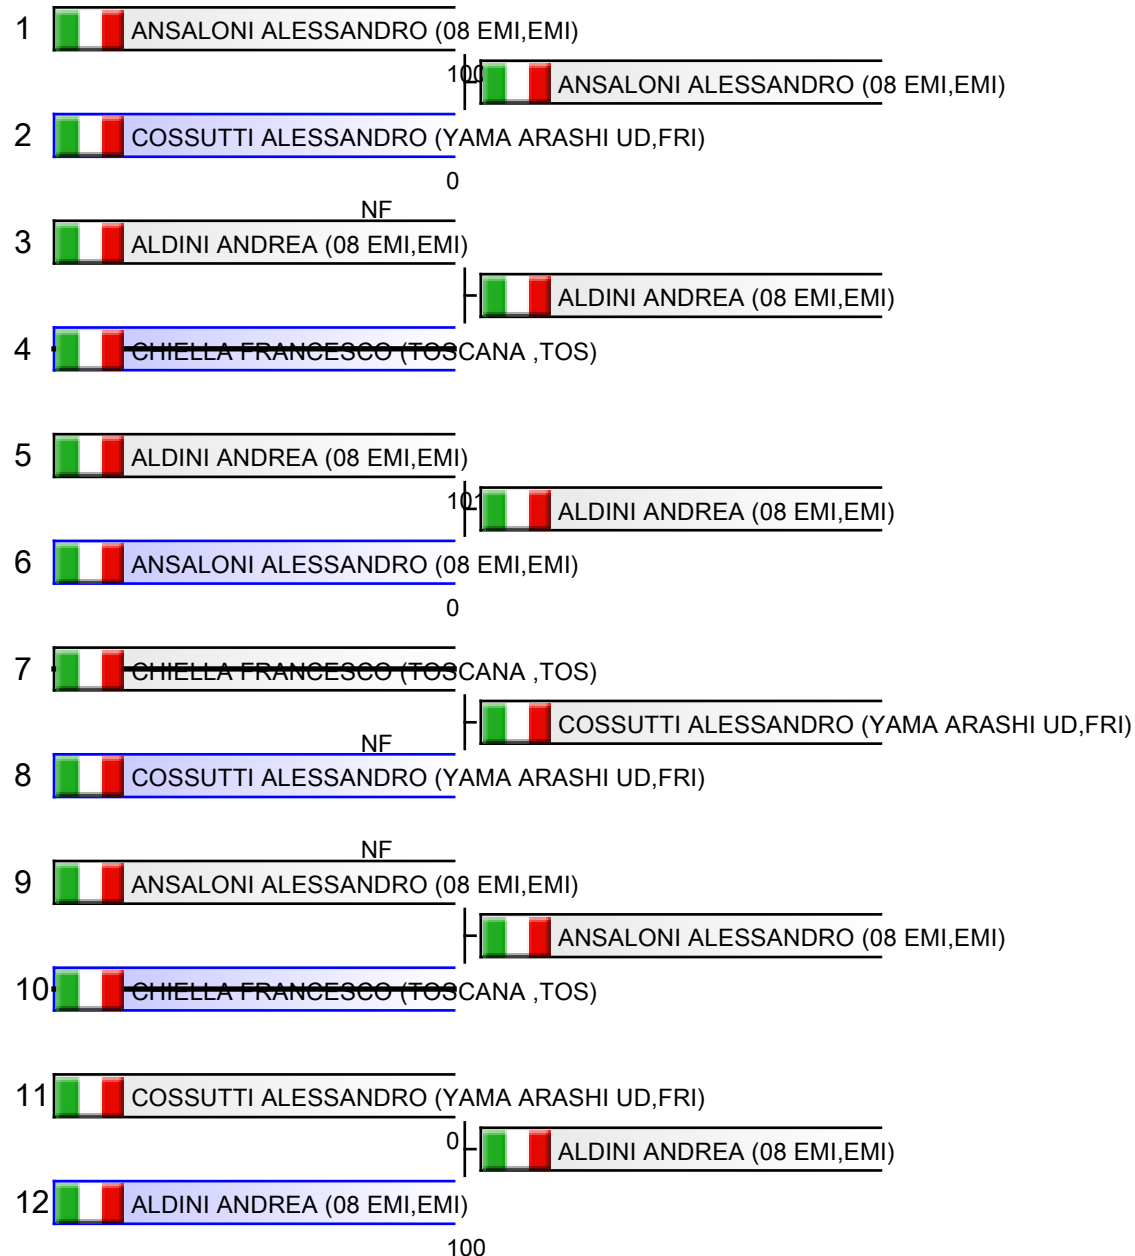 1 ANSALONI ALESSANDRO (08 EMI,EMI)
100 ANSALONI ALESSANDRO (08 EMI,EMI)
2 COSSUTTI ALESSANDRO (YAMA ARASHI UD,FRI)
0
NF
3 ALDINI ANDREA (08 EMI,EMI)
ALDINI ANDREA (08 EMI,EMI)
4 CHIELLA FRANCESCO (TOSCANA ,TOS)
5 ALDINI ANDREA (08 EMI,EMI)
101 ALDINI ANDREA (08 EMI,EMI)
6 ANSALONI ALESSANDRO (08 EMI,EMI)
0
7 CHIELLA FRANCESCO (TOSCANA ,TOS)
COSSUTTI ALESSANDRO (YAMA ARASHI UD,FRI)
NF
8 COSSUTTI ALESSANDRO (YAMA ARASHI UD,FRI)
NF
9 ANSALONI ALESSANDRO (08 EMI,EMI)
ANSALONI ALESSANDRO (08 EMI,EMI)
10 CHIELLA FRANCESCO (TOSCANA ,TOS)
11 COSSUTTI ALESSANDRO (YAMA ARASHI UD,FRI)
0 ALDINI ANDREA (08 EMI,EMI)
12 ALDINI ANDREA (08 EMI,EMI)
100